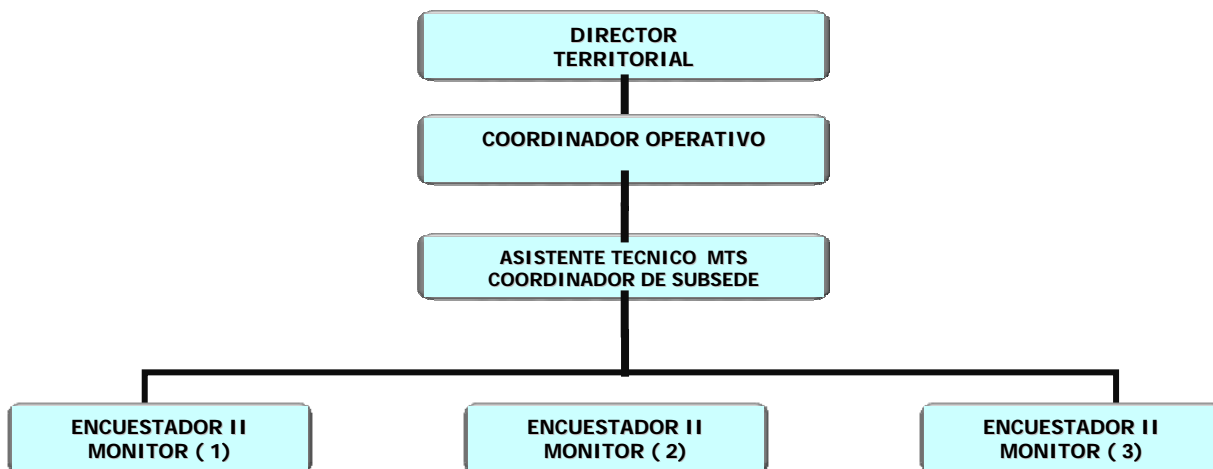 DIRECTOR
TERRITORIAL
COORDINADOR OPERATIVO
ASISTENTE TECNICO MTS
COORDINADOR DE SUBSEDE
ENCUESTADOR II
MONITOR ( 1)
ENCUESTADOR II
MONITOR ( 2)
ENCUESTADOR II
MONITOR ( 3)